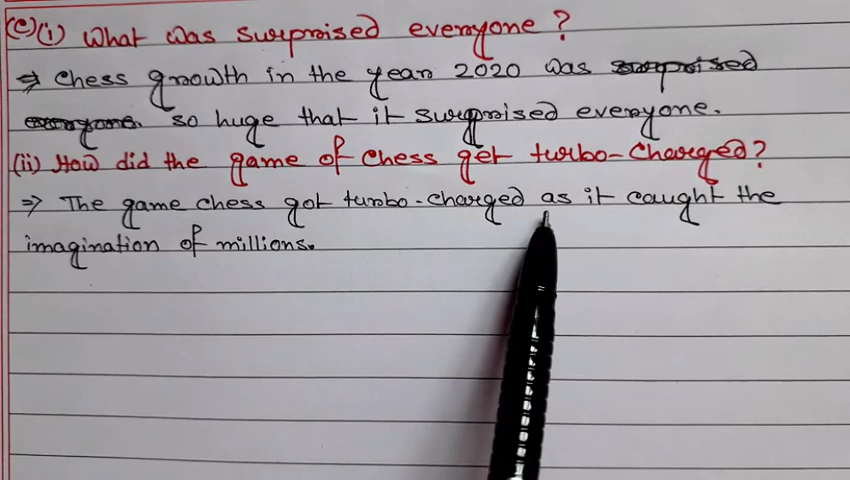 (e)(i) What was surprised everyone?
⇒ Chess growth in the year 2020 was surprised
everyone. so huge that it surprised everyone.
(ii) How did the game of chess get turbo-charged?
⇒ The game chess got turbo-charged as it caught the
imagination of millions.